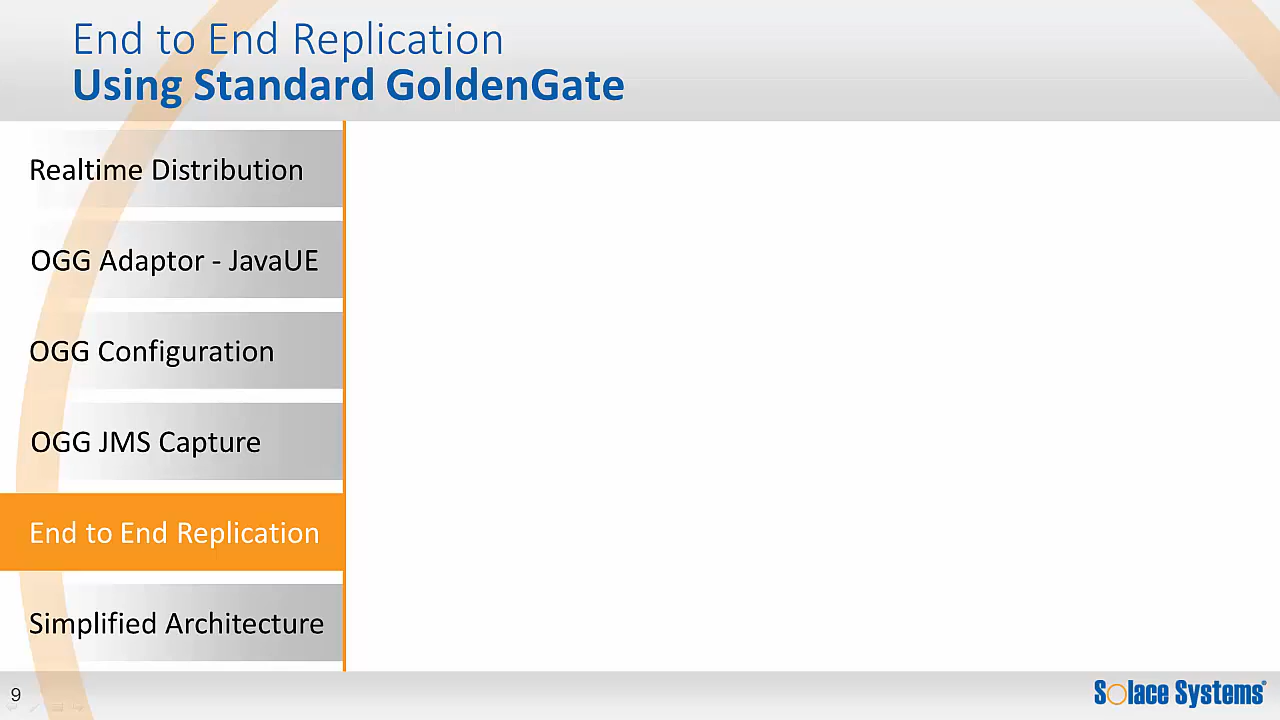 End to End Replication
Using Standard GoldenGate
Realtime Distribution
OGG Adaptor - JavaUE
OGG Configuration
OGG JMS Capture
End to End Replication
Simplified Architecture
9
Solace Systems®